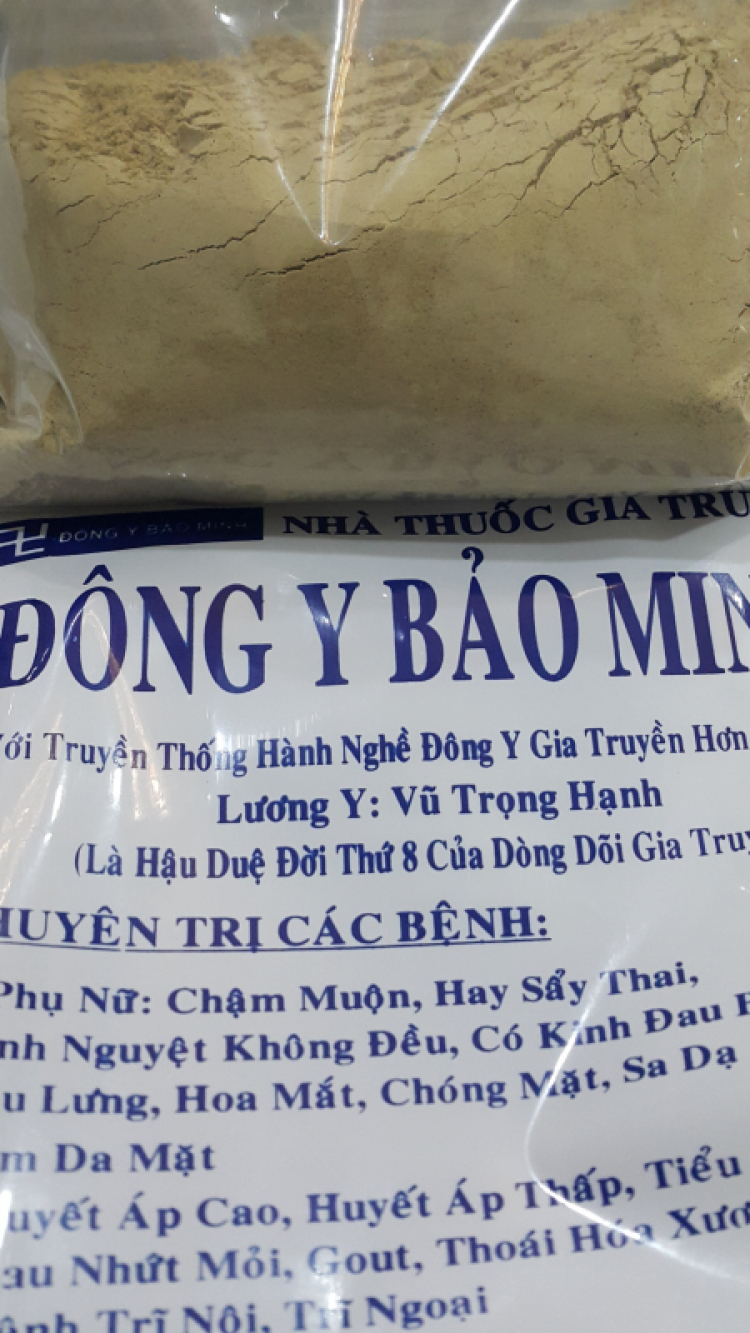 ĐÔNG Y BẢO MINH
NHÀ THUỐC GIA TRU
ĐÔNG Y BẢO MIN
ới Truyền Thống Hành Nghề Đông Y Gia Truyền Hơn
Lương Y: Vũ Trọng Hạnh
(Là Hậu Duệ Đời Thứ 8 Của Dòng Dõi Gia Truy
HUYÊN TRỊ CÁC BỆNH:
Phụ Nữ: Chậm Muộn, Hay Sẩy Thai,
nh Nguyệt Không Đều, Có Kinh Đau
u Lưng, Hoa Mắt, Chóng Mặt, Sa Dạ
m Da Mặt
uyết Áp Cao, Huyết Áp Thấp, Tiểu
au Nhứt Mỏi, Gout, Thoái Hóa Xươ
ệnh Trĩ Nội, Trĩ Ngoại